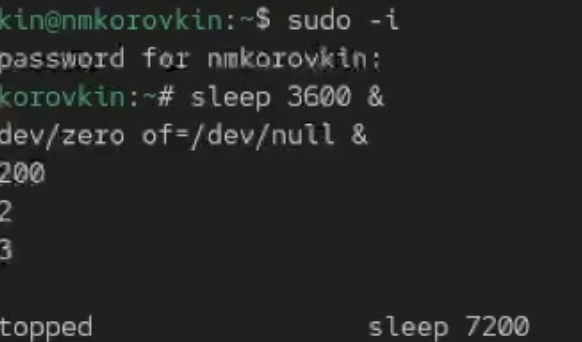 kin@nmkorovkin:~$ sudo -i
password for nmkorovkin:
korovkin:~# sleep 3600 &
dev/zero of=/dev/null &
200
2
3
topped sleep 7200